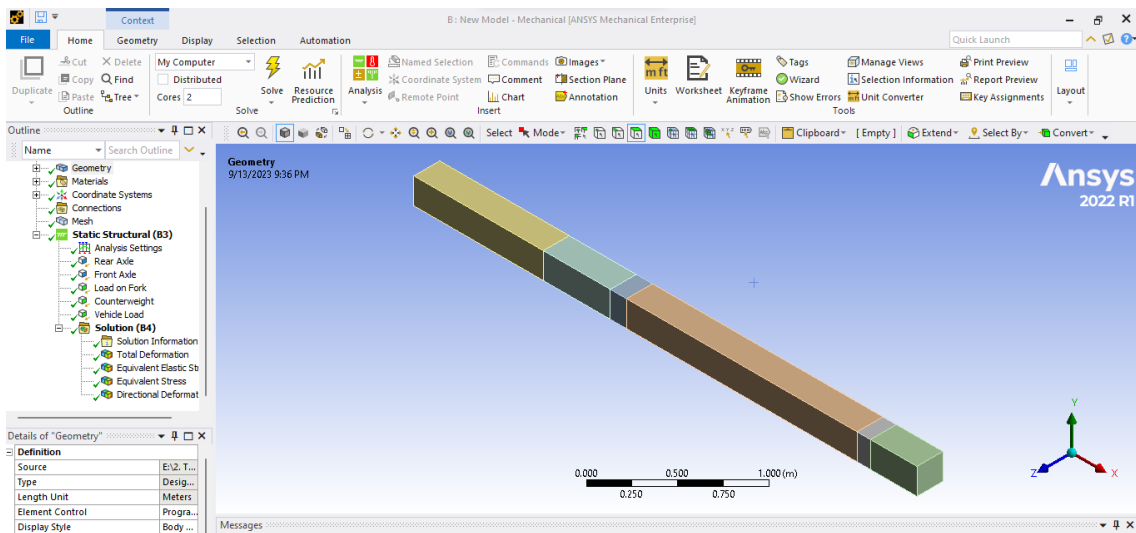 Context
B : New Model - Mechanical [ANSYS Mechanical Enterprise]
File Home Geometry Display Selection Automation
Quick Launch
Duplicate
Cut
Copy
Paste
Delete
Find
Tree
Outline
My Computer
Distributed
Cores 2
Solve
Resource Prediction
Solve
Analysis
Named Selection
Coordinate System
Remote Point
Commands
Comment
Chart
Images
Section Plane
Annotation
Insert
Units
Worksheet
Keyframe Animation
Tags
Wizard
Show Errors
Manage Views
Selection Information
Unit Converter
Print Preview
Report Preview
Key Assignments
Tools
Layout
Outline
Name
Search Outline
Select Mode
Clipboard [ Empty ] Extend Select By Convert
Geometry
Materials
Coordinate Systems
Connections
Mesh
Static Structural (B3)
Analysis Settings
Rear Axle
Front Axle
Load on Fork
Counterweight
Vehicle Load
Solution (B4)
Solution Information
Total Deformation
Equivalent Elastic St
Equivalent Stress
Directional Deformat
Geometry
9/13/2023 9:36 PM
Ansys
2022 R1
0.000 0.500 1.000 (m)
0.250 0.750
Y
Z
X
Details of "Geometry"
Definition
Source E:\2. T...
Type Desig...
Length Unit Meters
Element Control Progra...
Display Style Body ...
Messages